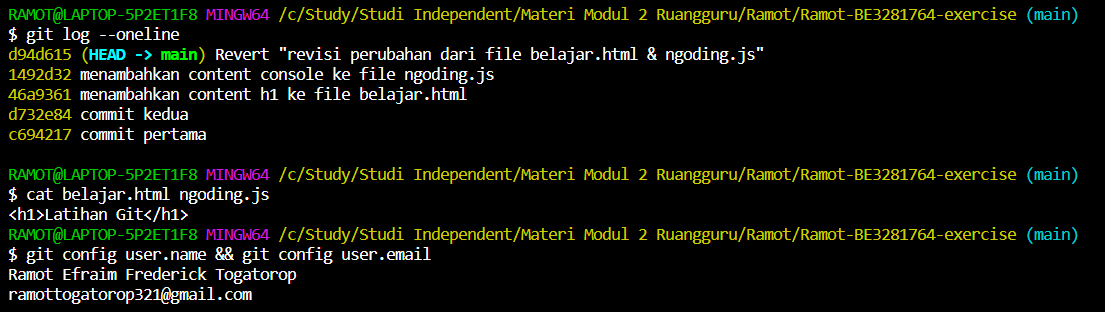 RAMOT@LAPTOP-5P2ET1F8 MINGW64 /c/Study/Studi Independent/Materi Modul 2 Ruangguru/Ramot/Ramot-BE3281764-exercise (main)
$ git log --oneline
d94d615 (HEAD -> main) Revert "revisi perubahan dari file belajar.html & ngoding.js"
1492d32 menambahkan content console ke file ngoding.js
46a9361 menambahkan content h1 ke file belajar.html
d732e84 commit kedua
c694217 commit pertama
RAMOT@LAPTOP-5P2ET1F8 MINGW64 /c/Study/Studi Independent/Materi Modul 2 Ruangguru/Ramot/Ramot-BE3281764-exercise (main)
$ cat belajar.html ngoding.js
<h1>Latihan Git</h1>
RAMOT@LAPTOP-5P2ET1F8 MINGW64 /c/Study/Studi Independent/Materi Modul 2 Ruangguru/Ramot/Ramot-BE3281764-exercise (main)
$ git config user.name && git config user.email
Ramot Efraim Frederick Togatorop
ramottogatorop321@gmail.com